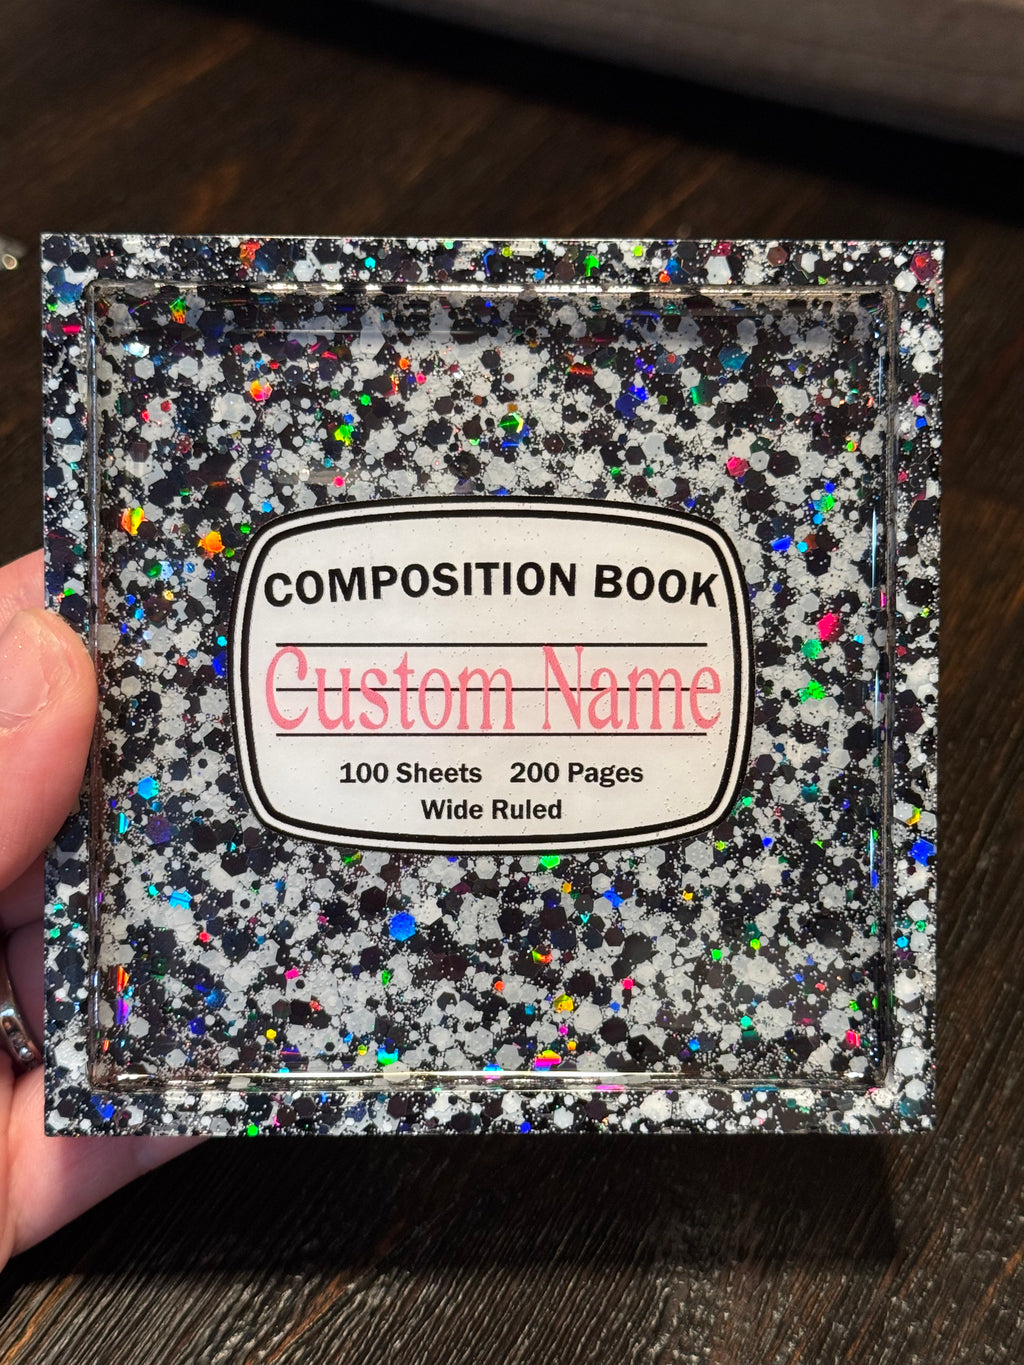 COMPOSITION BOOK
Custom Name
100 Sheets 200 Pages
Wide Ruled